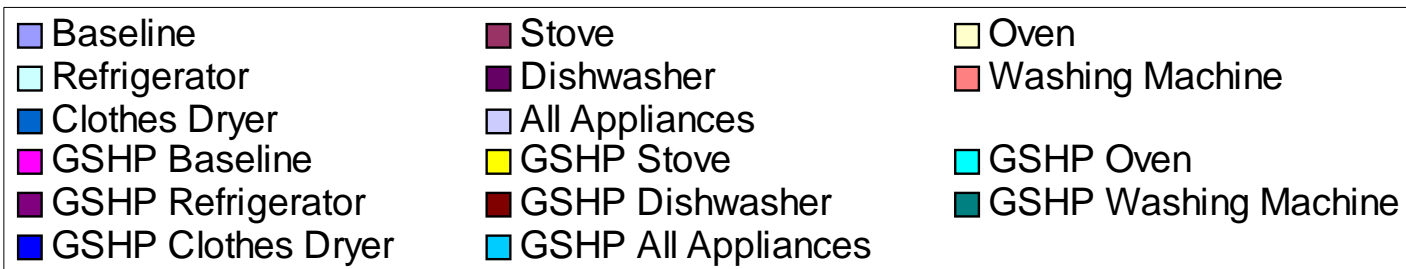 Baseline Stove Oven
Refrigerator Dishwasher Washing Machine
Clothes Dryer All Appliances
GSHP Baseline GSHP Stove GSHP Oven
GSHP Refrigerator GSHP Dishwasher GSHP Washing Machine
GSHP Clothes Dryer GSHP All Appliances